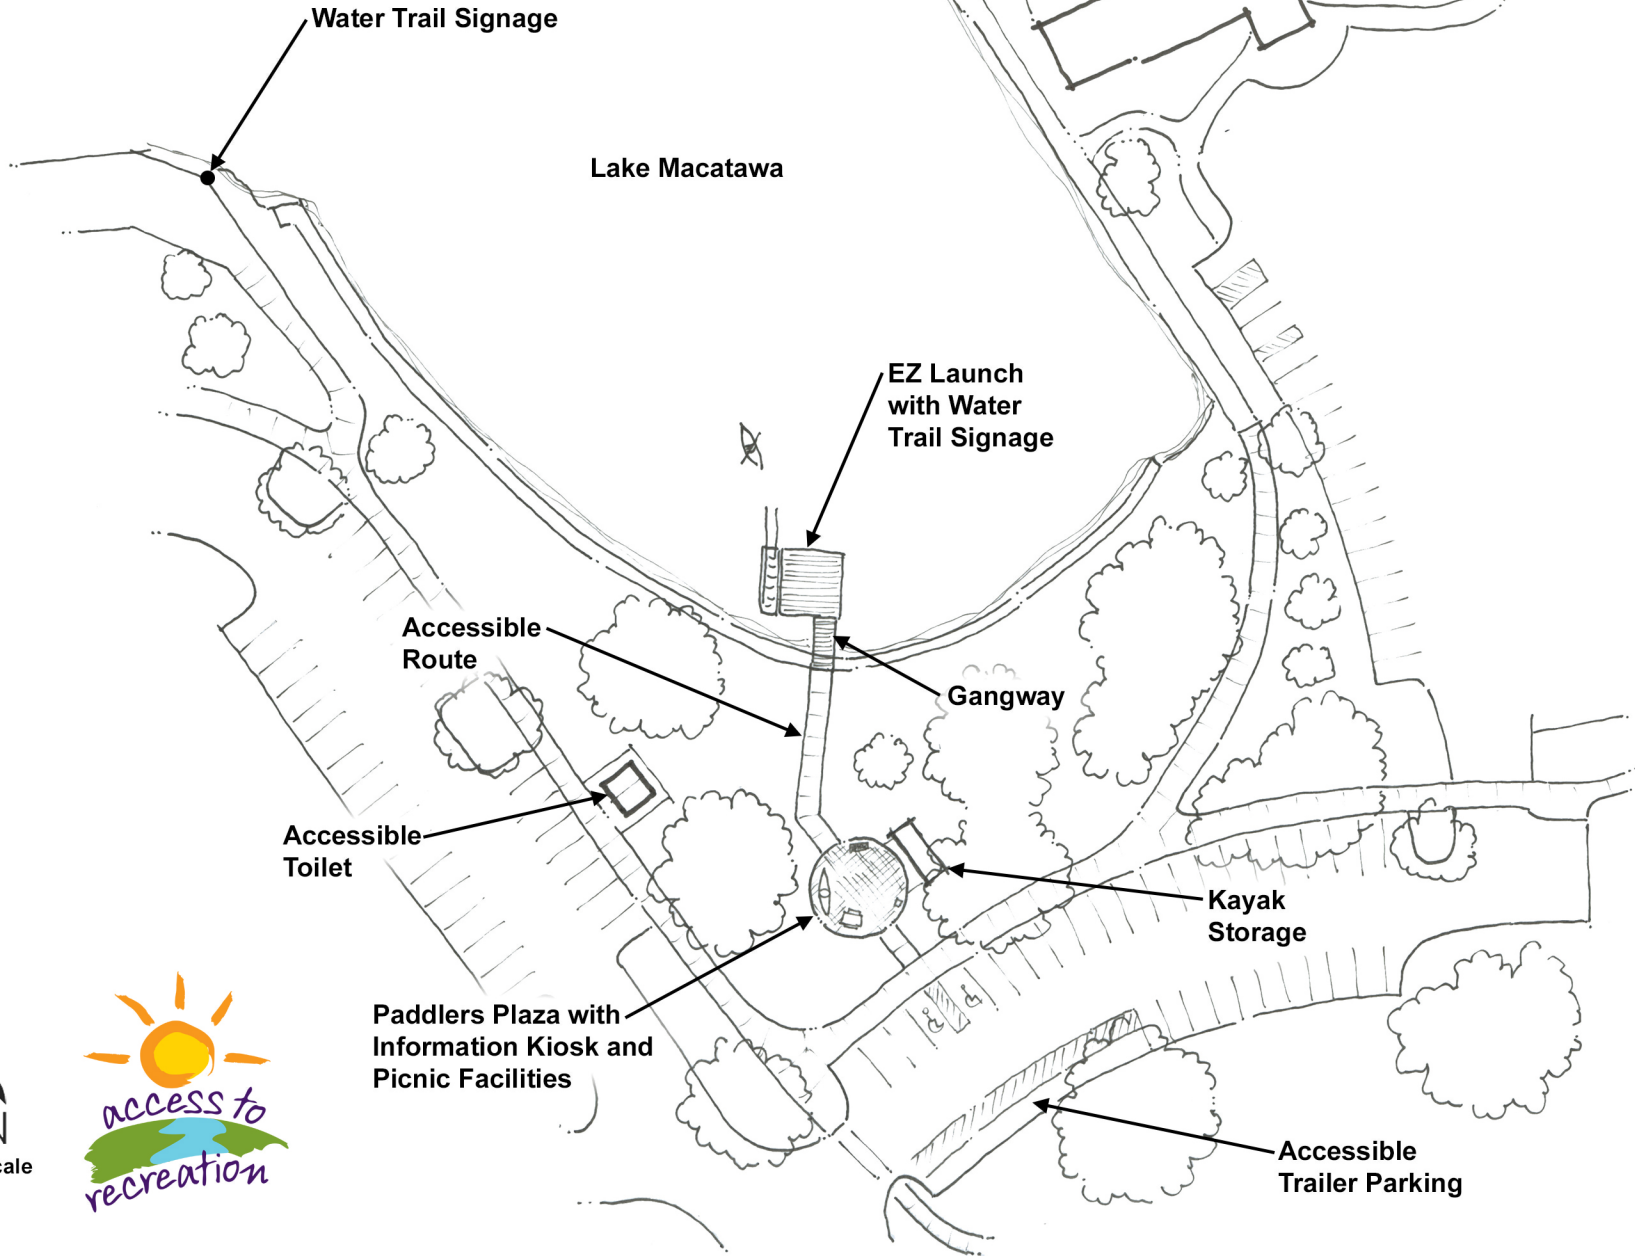 Water Trail Signage
Lake Macatawa
EZ Launch
with Water
Trail Signage
Accessible
Route
Gangway
Accessible
Toilet
Kayak
Storage
Paddlers Plaza with
Information Kiosk and
Picnic Facilities
access to
recreation
N
cale
Accessible
Trailer Parking